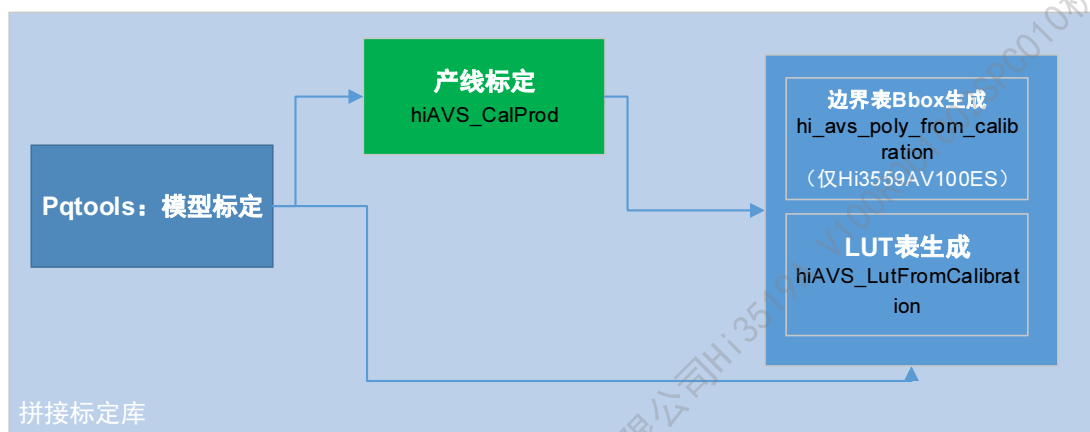 产线标定
hiAVS_CalProd
Pqtools：模型标定
边界表Bbox生成
hi_avs_poly_from_calib
ration
（仅Hi3559AV100ES）
LUT表生成
hiAVS_LutFromCalibrat
ion
拼接标定库